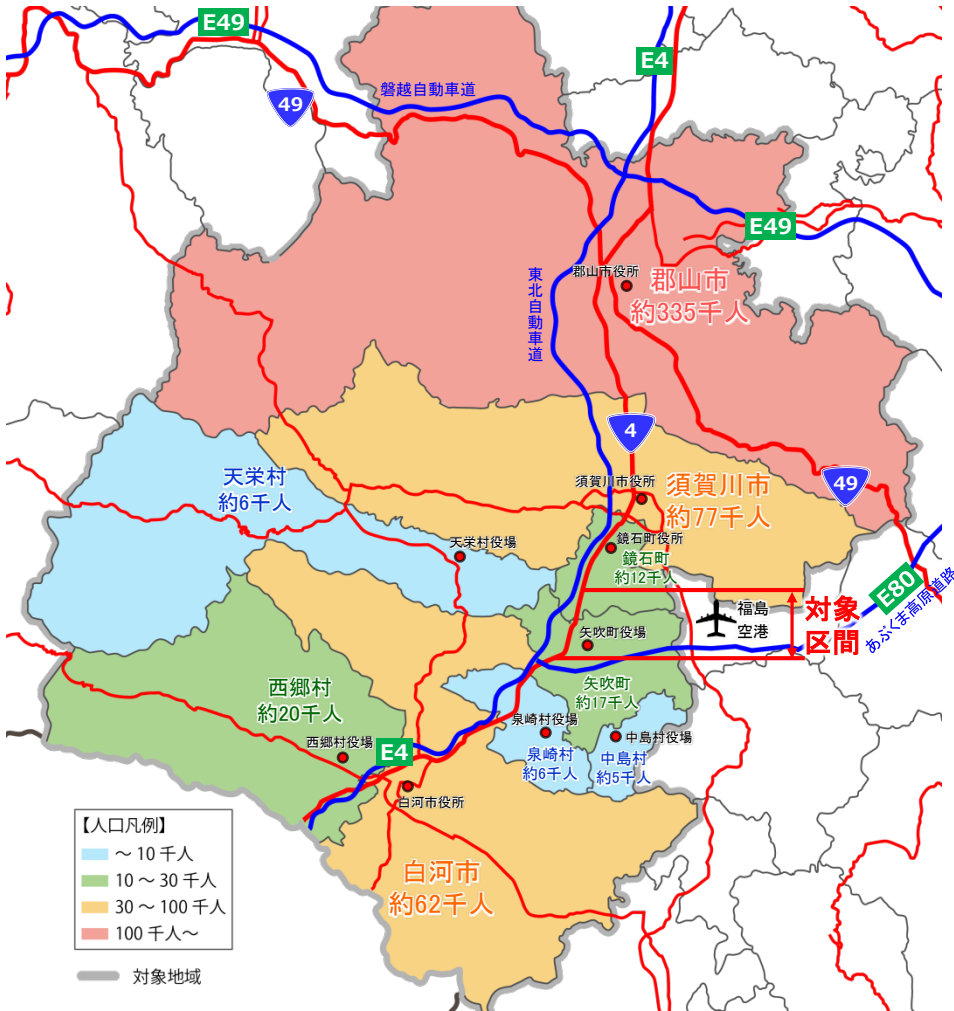 E49
E4
49
磐越自動車道
E49
東北自動車道
郡山市役所
郡山市
約335千人
4
49
天栄村
約6千人
須賀川市役所
須賀川市
約77千人
天栄村役場
鏡石町役所
鏡石町
約12千人
E80
あぶくま高原道路
福島
空港
対象
区間
矢吹町役場
矢吹町
約17千人
西郷村
約20千人
西郷村役場
E4
泉崎村役場
泉崎村
約6千人
中島村役場
中島村
約5千人
白河市役所
白河市
約62千人
【人口凡例】
～10千人
10～30千人
30～100千人
100千人～
対象地域